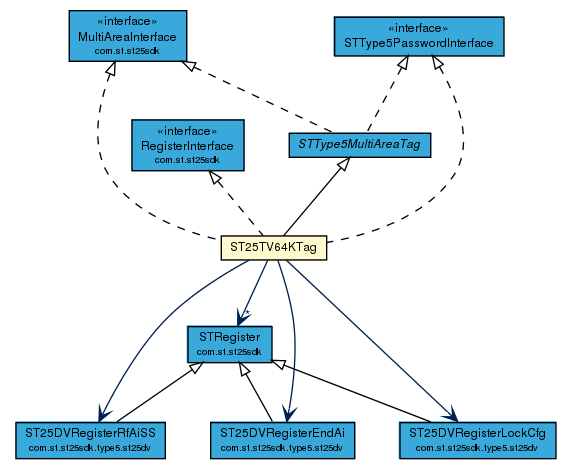 «interface»
MultiAreaInterface
com.st.st25sdk
«interface»
STType5PasswordInterface
«interface»
RegisterInterface
com.st.st25sdk
STType5MultiAreaTag
ST25TV64KTag
*
STRegister
com.st.st25sdk
ST25DVRegisterRfAiSS
com.st.st25sdk.type5.st25dv
ST25DVRegisterEndAi
com.st.st25sdk.type5.st25dv
ST25DVRegisterLockCfg
com.st.st25sdk.type5.st25dv